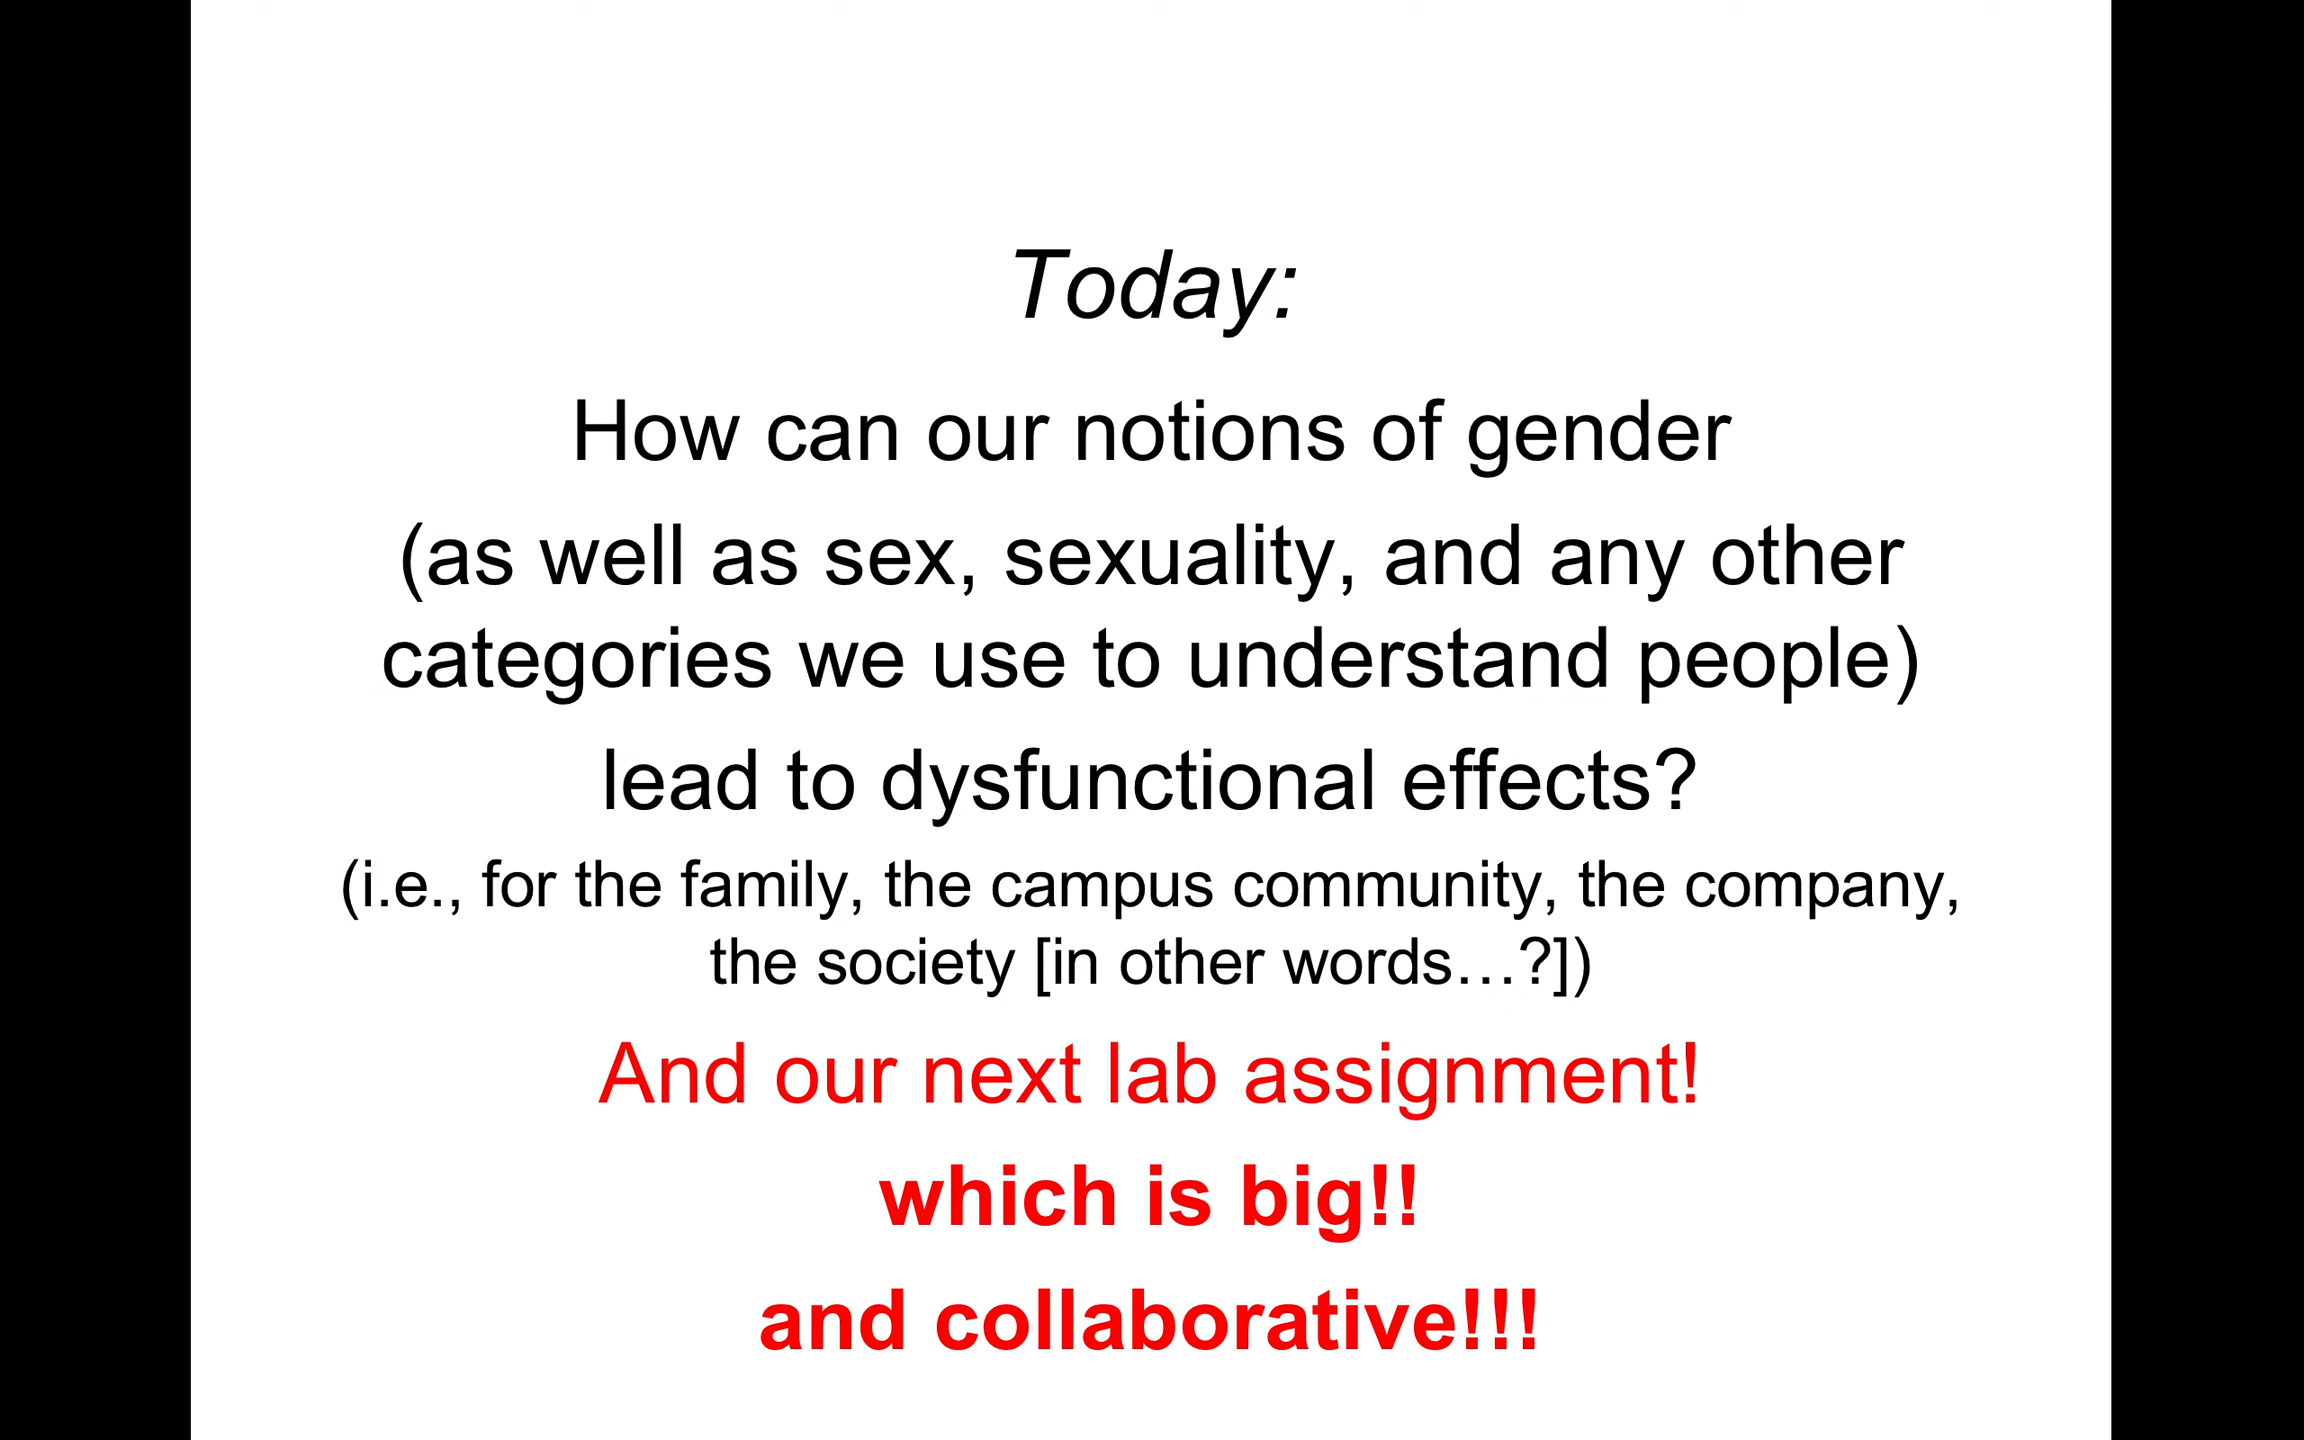 Today:
How can our notions of gender
(as well as sex, sexuality, and any other
categories we use to understand people)
lead to dysfunctional effects?
(i.e., for the family, the campus community, the company,
the society [in other words…?])
And our next lab assignment!
which is big!!
and collaborative!!!